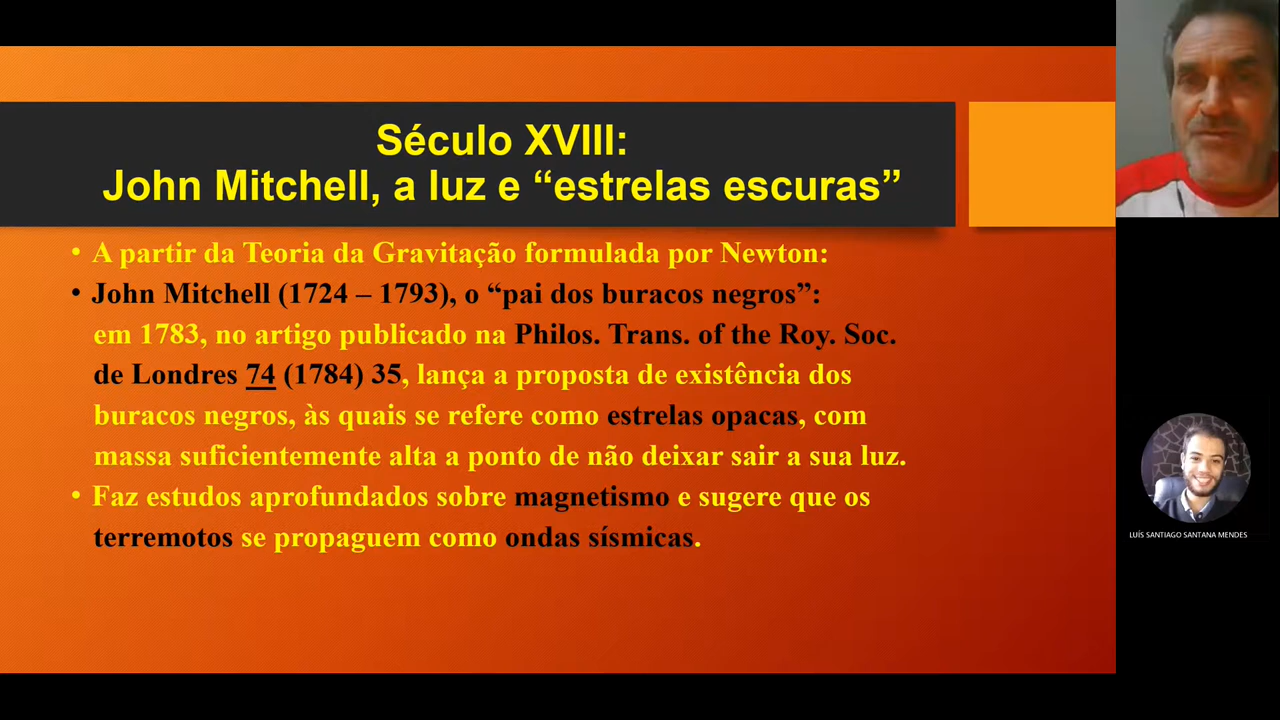 Século XVIII:
John Mitchell, a luz e “estrelas escuras”
• A partir da Teoria da Gravitação formulada por Newton:
• John Mitchell (1724 – 1793), o “pai dos buracos negros”:
em 1783, no artigo publicado na Philos. Trans. of the Roy. Soc.
de Londres 74 (1784) 35, lança a proposta de existência dos
buracos negros, às quais se refere como estrelas opacas, com
massa suficientemente alta a ponto de não deixar sair a sua luz.
• Faz estudos aprofundados sobre magnetismo e sugere que os
terremotos se propaguem como ondas sísmicas.
LUÍS SANTIAGO SANTANA MENDES